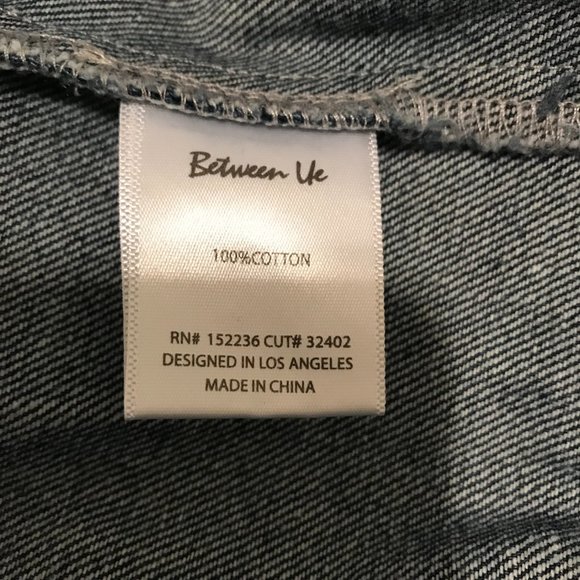 Between Us
100%COTTON
RN# 152236 CUT# 32402
DESIGNED IN LOS ANGELES
MADE IN CHINA